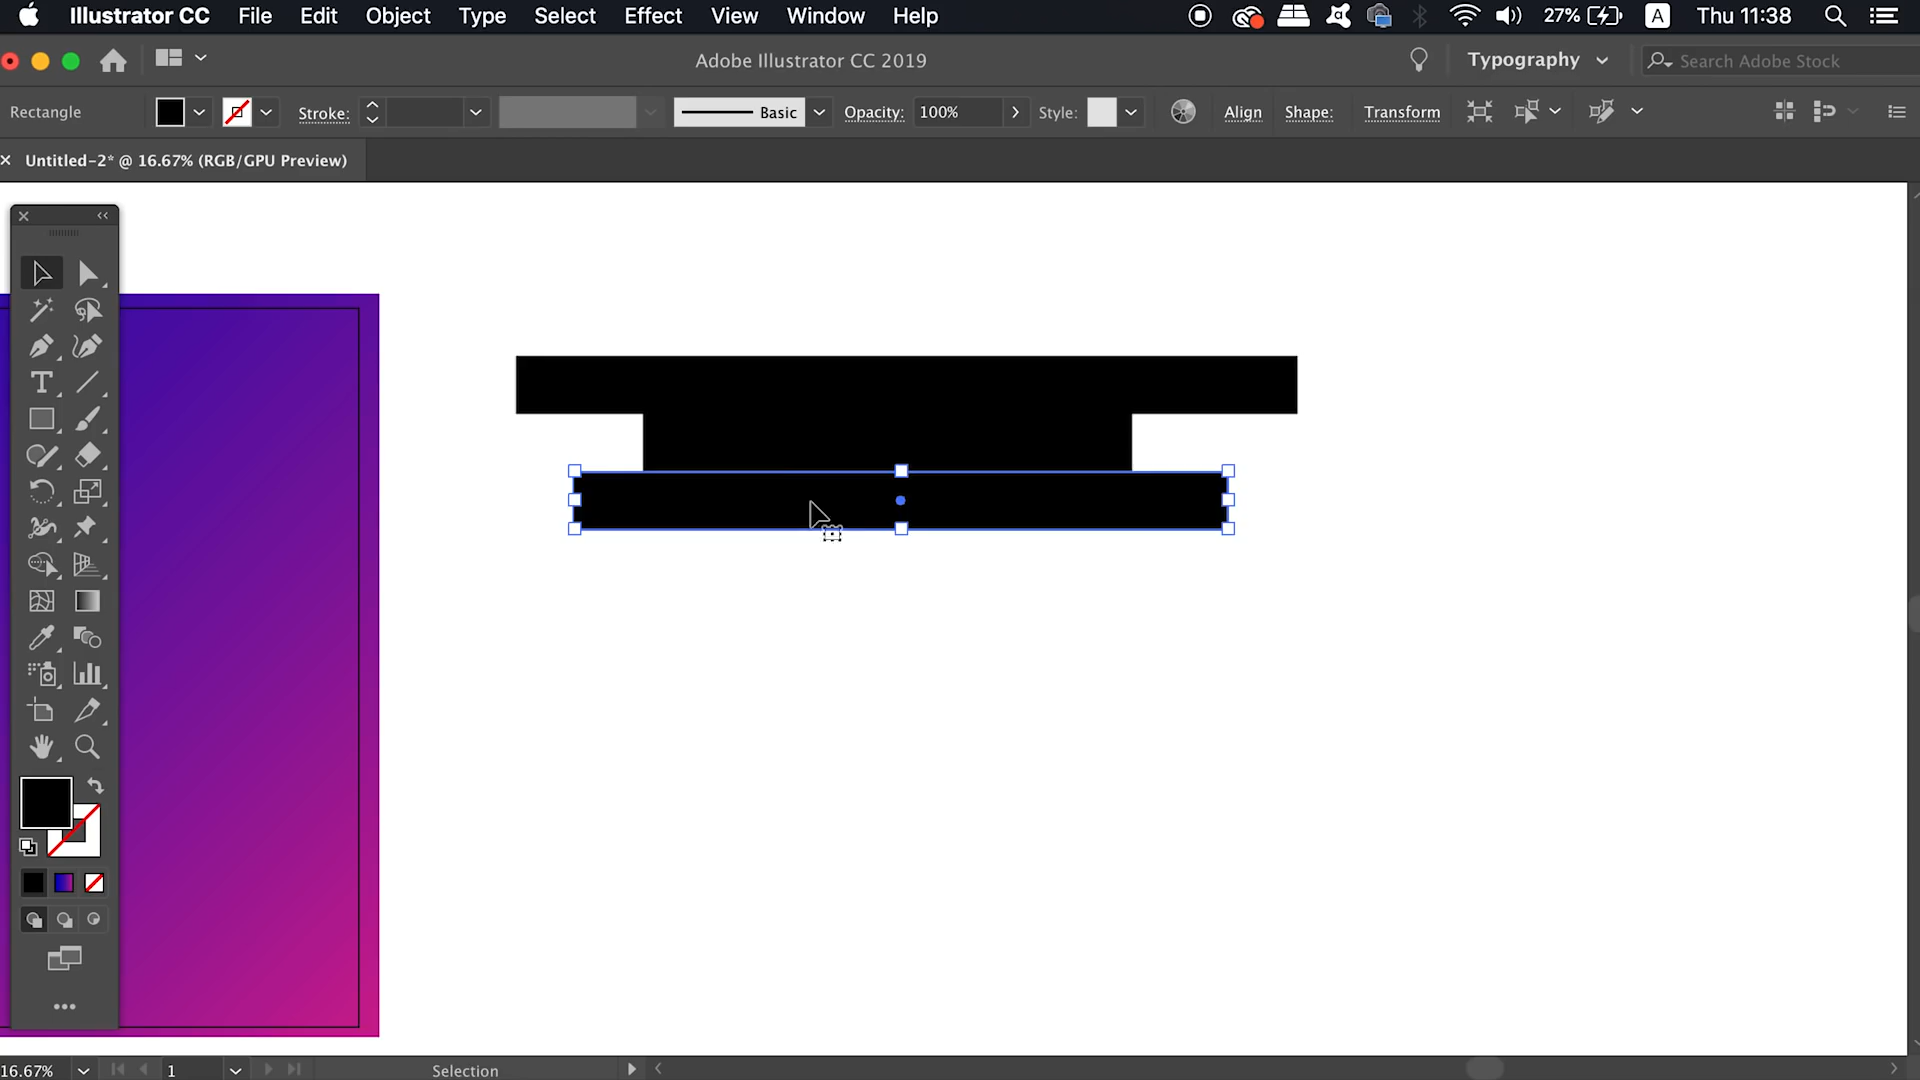 Illustrator CC File Edit Object Type Select Effect View Window Help 27% A Thu 11:38
Adobe Illustrator CC 2019 Typography Search Adobe Stock
Rectangle Stroke: Basic Opacity: 100% Style: Align Shape: Transform
Untitled-2* @ 16.67% (RGB/GPU Preview)
16.67% 1 Selection